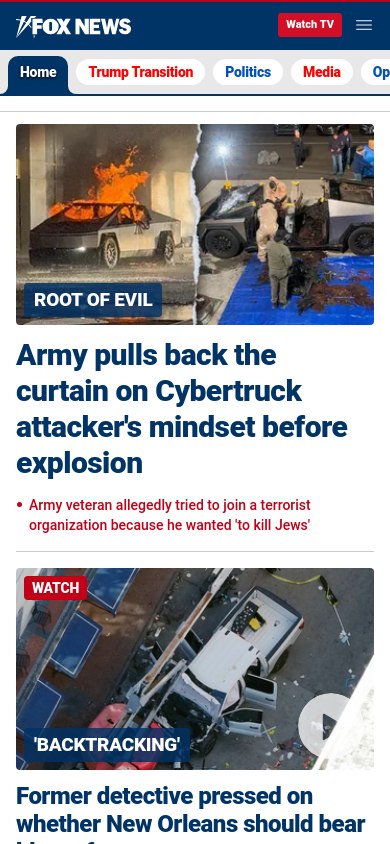 FOX NEWS
Watch TV
Home
Trump Transition
Politics
Media
Op
ROOT OF EVIL
Army pulls back the
curtain on Cybertruck
attacker's mindset before
explosion
Army veteran allegedly tried to join a terrorist
organization because he wanted 'to kill Jews'
WATCH
'BACKTRACKING'
Former detective pressed on
whether New Orleans should bear